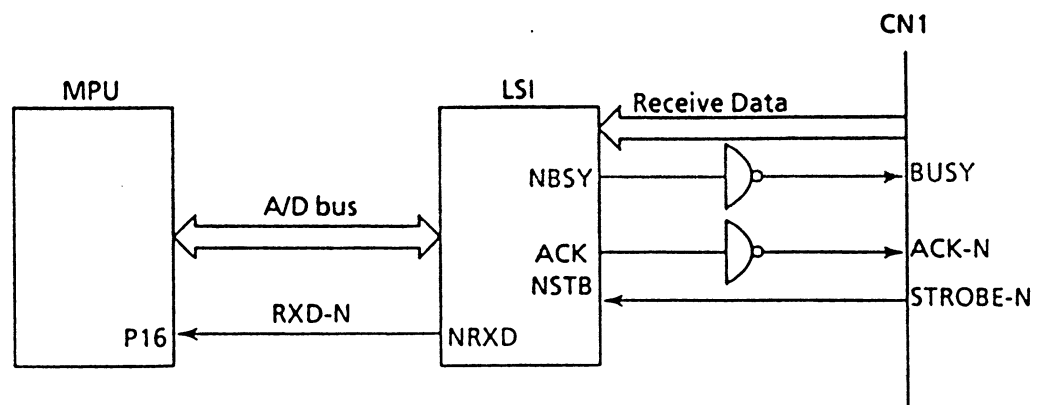 CN1
MPU
LSI
Receive Data
NBSY
BUSY
A/D bus
ACK
ACK-N
NSTB
STROBE-N
RXD-N
P16
NRXD